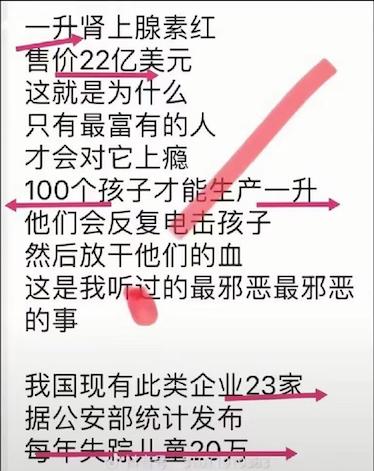 一升肾上腺素红
售价22亿美元
这就是为什么
只有最富有的人
才会对它上瘾
100个孩子才能生产一升
他们会反复电击孩子
然后放干他们的血
这是我听过的最邪恶最邪恶
的事
我国现有此类企业23家
据公安部统计发布
每年失踪儿童20万